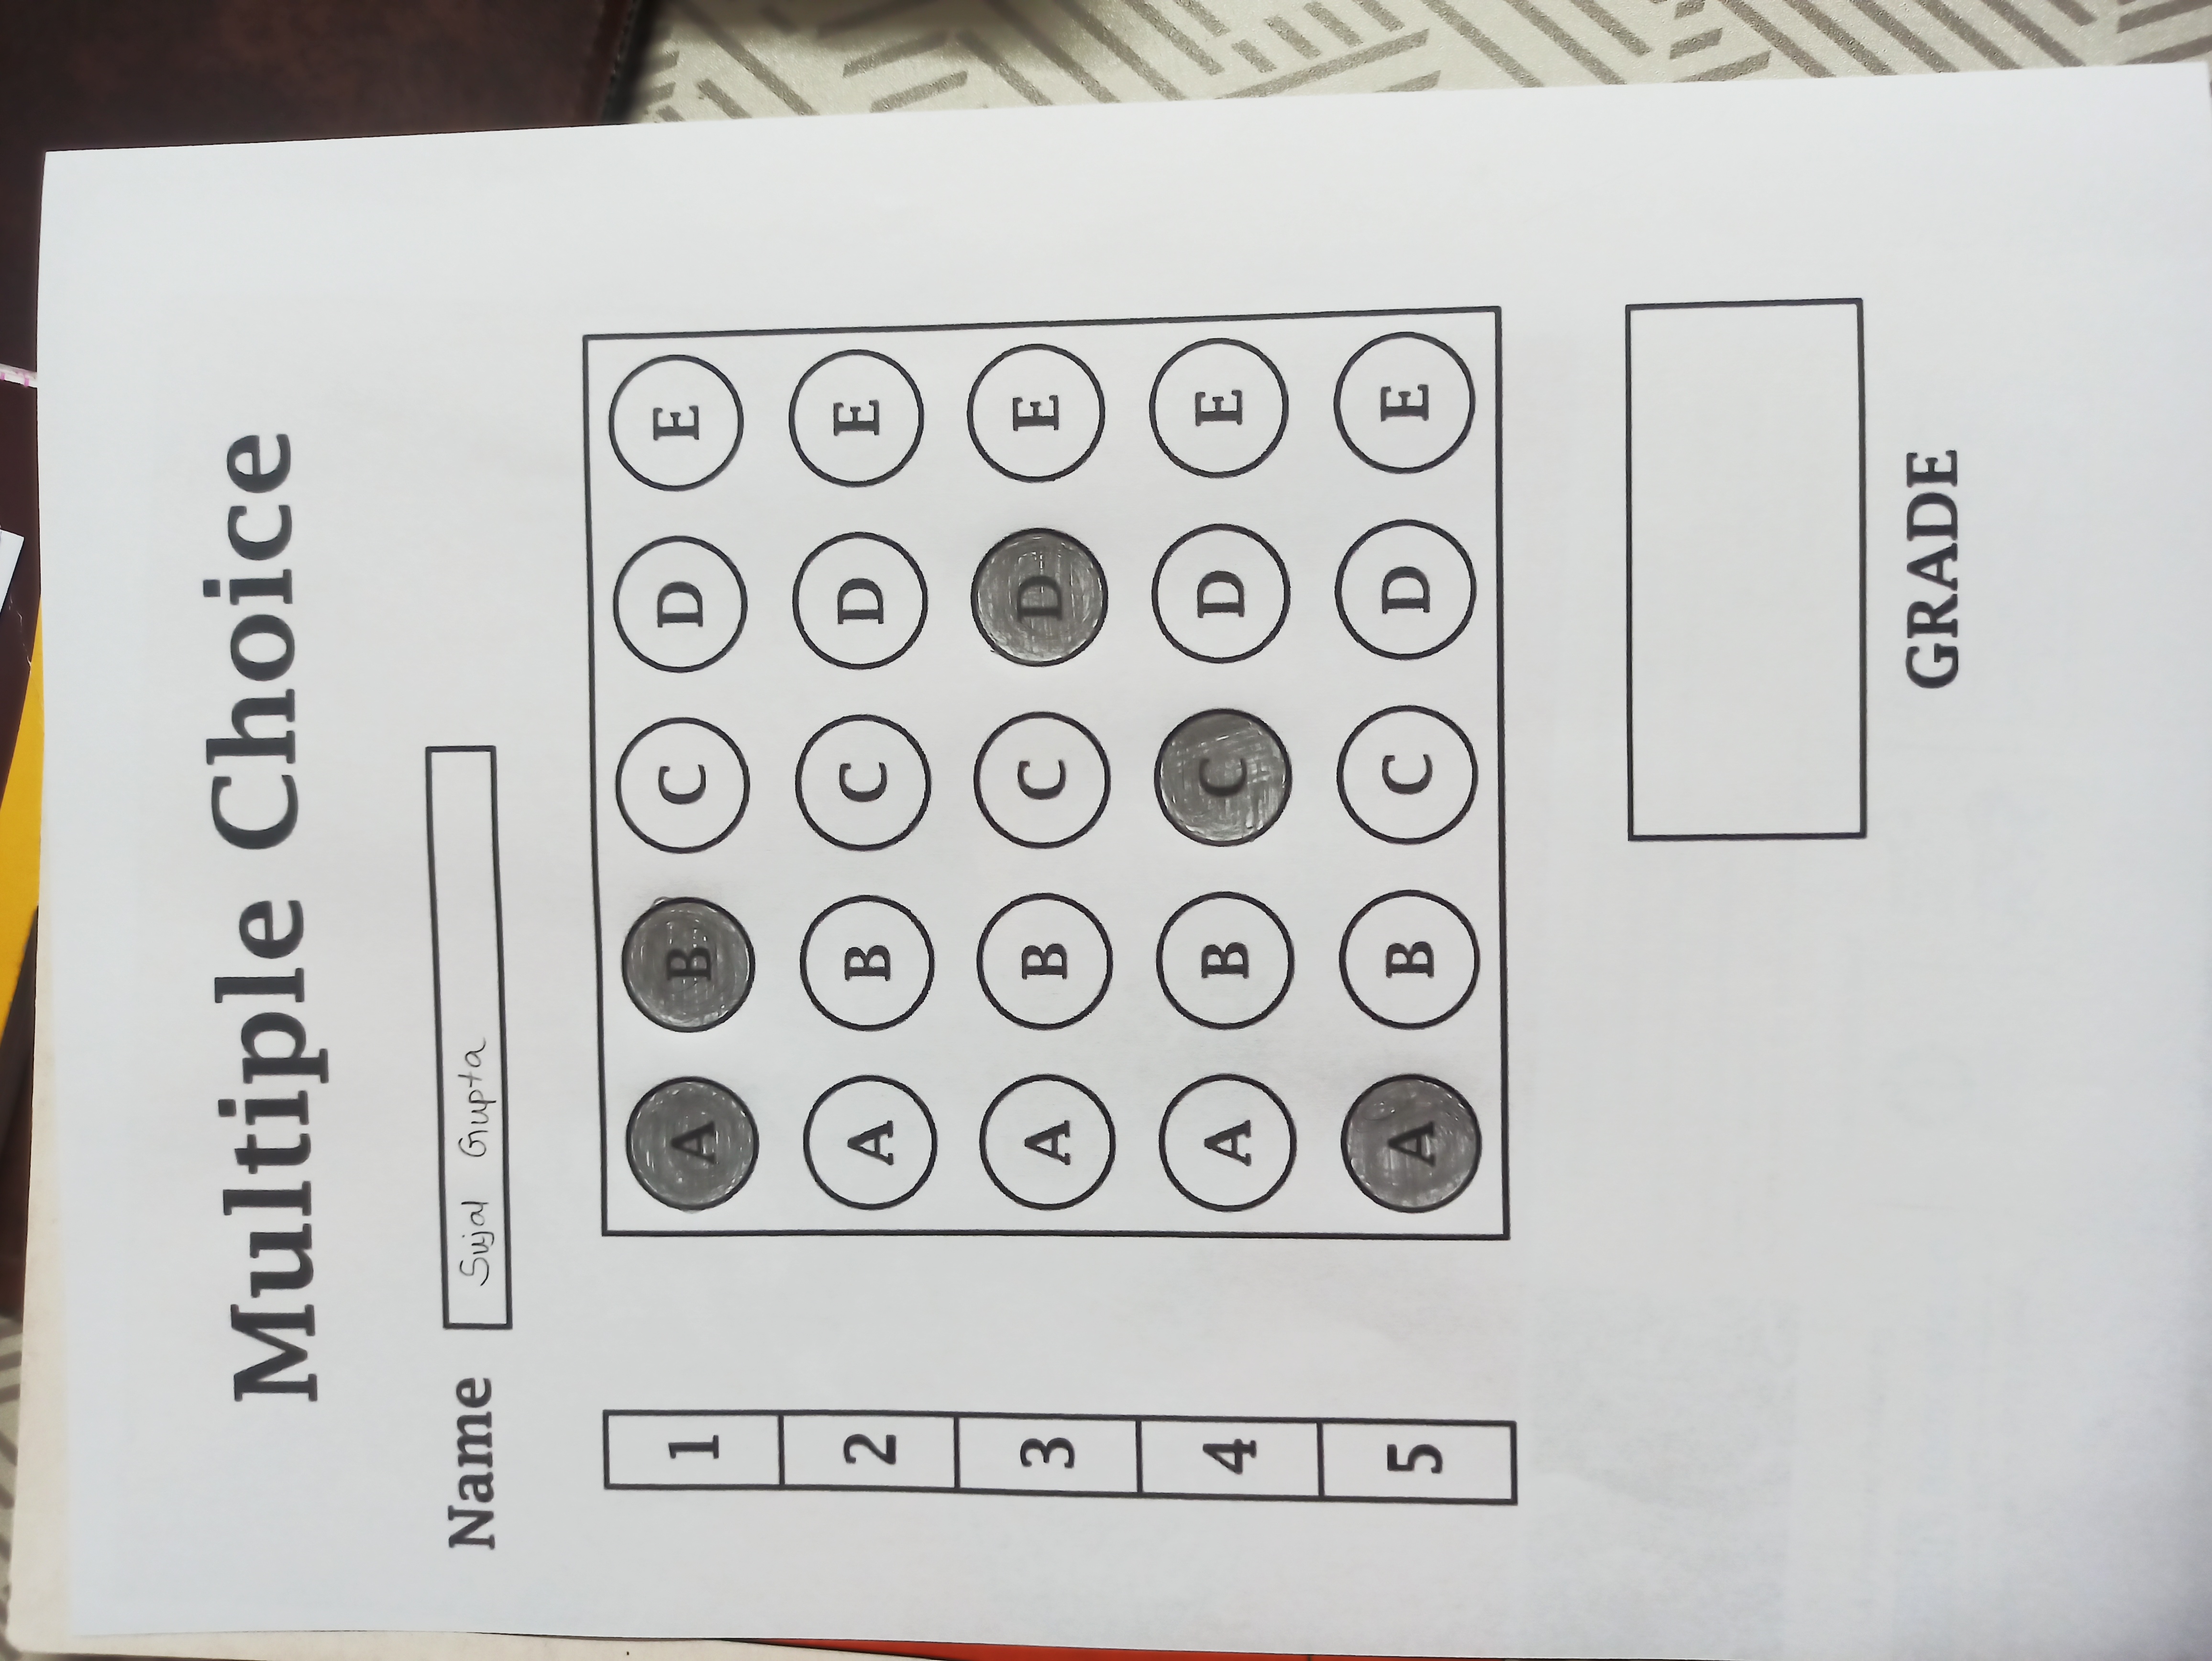 Multiple Choice
Name Sujal Gupta
1 A B C D E
2 A B C D E
3 A B C D E
4 A B C D E
5 A B C D E
GRADE